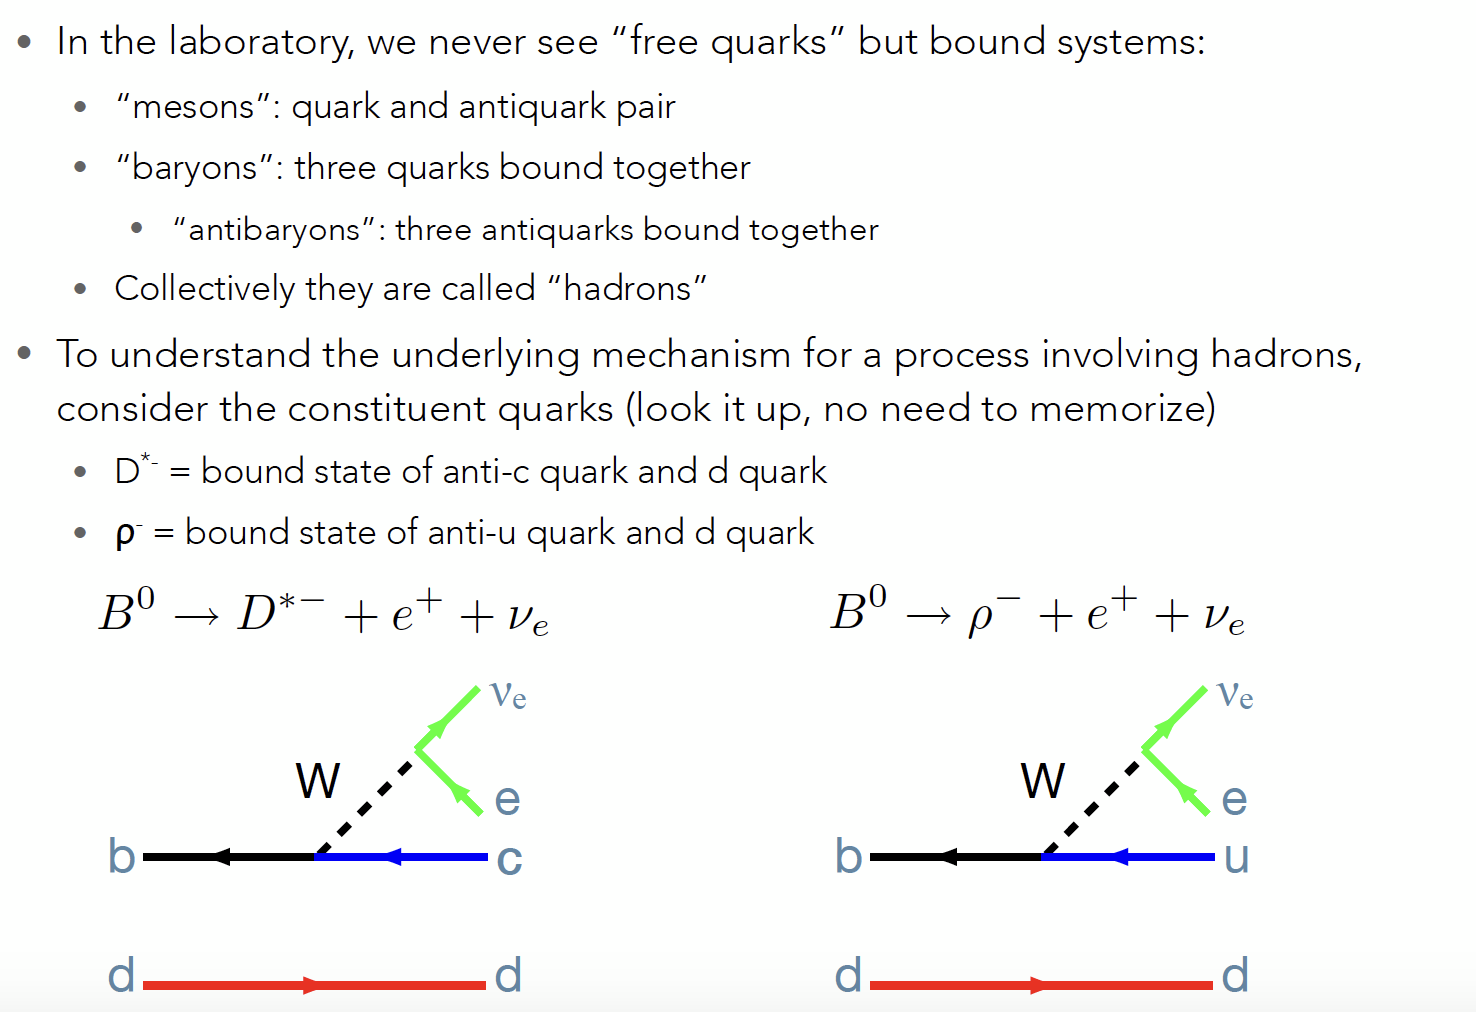 • In the laboratory, we never see “free quarks” but bound systems:
• “mesons”: quark and antiquark pair
• “baryons”: three quarks bound together
• “antibaryons”: three antiquarks bound together
• Collectively they are called “hadrons”
• To understand the underlying mechanism for a process involving hadrons,
consider the constituent quarks (look it up, no need to memorize)
• D*- = bound state of anti-c quark and d quark
• ρ- = bound state of anti-u quark and d quark
B⁰ → D*⁻ + e⁺ + νₑ
B⁰ → ρ⁻ + e⁺ + νₑ
νe
W
e
b
c
d
d
νe
W
e
b
u
d
d